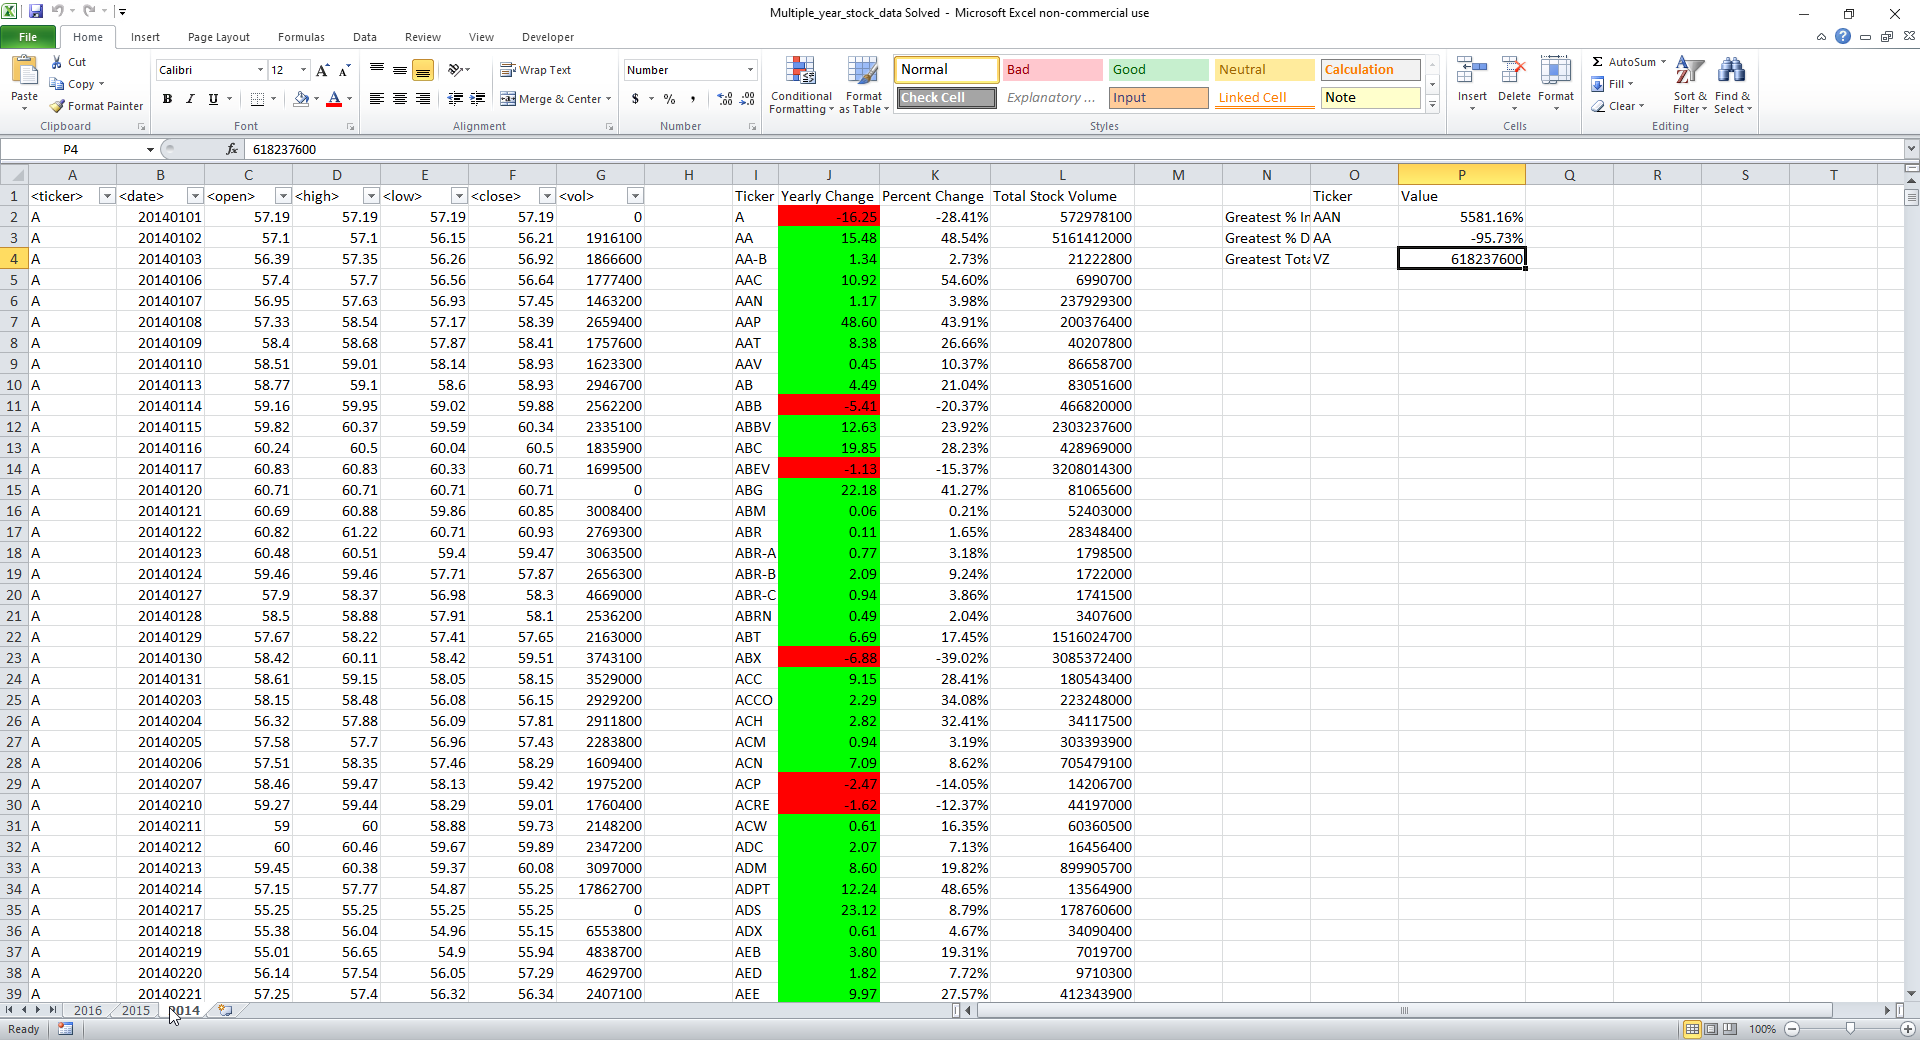 Multiple_year_stock_data Solved - Microsoft Excel non-commercial use
File Home Insert Page Layout Formulas Data Review View Developer
Paste
Cut
Copy
Format Painter
Clipboard
Calibri 12
B I U
Font
Wrap Text
Merge & Center
Alignment
Number
$ % ,
Number
Conditional Formatting
Format as Table
Normal Bad Good Neutral Calculation
Check Cell Explanatory ... Input Linked Cell Note
Styles
Insert Delete Format
Cells
Σ AutoSum
Fill
Clear
Sort & Filter
Find & Select
Editing
P4 fx 618237600
A B C D E F G H I J K L M N O P Q R S T
1 <ticker> <date> <open> <high> <low> <close> <vol> Ticker Yearly Change Percent Change Total Stock Volume Ticker Value
2 A 20140101 57.19 57.19 57.19 57.19 0 A -16.25 -28.41% 572978100 Greatest % In AAN 5581.16%
3 A 20140102 57.1 57.1 56.15 56.21 1916100 AA 15.48 48.54% 5161412000 Greatest % D AA -95.73%
4 A 20140103 56.39 57.35 56.26 56.92 1866600 AA-B 1.34 2.73% 21222800 Greatest Tota VZ 618237600
5 A 20140106 57.4 57.7 56.56 56.64 1777400 AAC 10.92 54.60% 6990700
6 A 20140107 56.95 57.63 56.93 57.45 1463200 AAN 1.17 3.98% 237929300
7 A 20140108 57.33 58.54 57.17 58.39 2659400 AAP 48.60 43.91% 200376400
8 A 20140109 58.4 58.68 57.87 58.41 1757600 AAT 8.38 26.66% 40207800
9 A 20140110 58.51 59.01 58.14 58.93 1623300 AAV 0.45 10.37% 86658700
10 A 20140113 58.77 59.1 58.6 58.93 2946700 AB 4.49 21.04% 83051600
11 A 20140114 59.16 59.95 59.02 59.88 2562200 ABB -5.41 -20.37% 466820000
12 A 20140115 59.82 60.37 59.59 60.34 2335100 ABBV 12.63 23.92% 2303237600
13 A 20140116 60.24 60.5 60.04 60.5 1835900 ABC 19.85 28.23% 428969000
14 A 20140117 60.83 60.83 60.33 60.71 1699500 ABEV -1.13 -15.37% 3208014300
15 A 20140120 60.71 60.71 60.71 60.71 0 ABG 22.18 41.27% 81065600
16 A 20140121 60.69 60.88 59.86 60.85 3008400 ABM 0.06 0.21% 52403000
17 A 20140122 60.82 61.22 60.71 60.93 2769300 ABR 0.11 1.65% 28348400
18 A 20140123 60.48 60.51 59.4 59.47 3063500 ABR-A 0.77 3.18% 1798500
19 A 20140124 59.46 59.46 57.71 57.87 2656300 ABR-B 2.09 9.24% 1722000
20 A 20140127 57.9 58.37 56.98 58.3 4669000 ABR-C 0.94 3.86% 1741500
21 A 20140128 58.5 58.88 57.91 58.1 2536200 ABRN 0.49 2.04% 3407600
22 A 20140129 57.67 58.22 57.41 57.65 2163000 ABT 6.69 17.45% 1516024700
23 A 20140130 58.42 60.11 58.42 59.51 3743100 ABX -6.88 -39.02% 3085372400
24 A 20140131 58.61 59.15 58.05 58.15 3529000 ACC 9.15 28.41% 180543400
25 A 20140203 58.15 58.48 56.08 56.15 2929200 ACCO 2.29 34.08% 223248000
26 A 20140204 56.32 57.88 56.09 57.81 2911800 ACH 2.82 32.41% 34117500
27 A 20140205 57.58 57.7 56.96 57.43 2283800 ACM 0.94 3.19% 303393900
28 A 20140206 57.51 58.35 57.46 58.29 1609400 ACN 7.09 8.62% 705479100
29 A 20140207 58.46 59.47 58.13 59.42 1975200 ACP -2.47 -14.05% 14206700
30 A 20140210 59.27 59.44 58.29 59.01 1760400 ACRE -1.62 -12.37% 44197000
31 A 20140211 59 60 58.88 59.73 2148200 ACW 0.61 16.35% 60360500
32 A 20140212 60 60.46 59.67 59.89 2347200 ADC 2.07 7.13% 16456400
33 A 20140213 59.45 60.38 59.37 60.08 3097000 ADM 8.60 19.82% 899905700
34 A 20140214 57.15 57.77 54.87 55.25 17862700 ADPT 12.24 48.65% 13564900
35 A 20140217 55.25 55.25 55.25 55.25 0 ADS 23.12 8.79% 178760600
36 A 20140218 55.38 56.04 54.96 55.15 6553800 ADX 0.61 4.67% 34090400
37 A 20140219 55.01 56.65 54.9 55.94 4838700 AEB 3.80 19.31% 7019700
38 A 20140220 56.14 57.54 56.05 57.29 4629700 AED 1.82 7.72% 9710300
39 A 20140221 57.25 57.4 56.32 56.34 2407100 AEE 9.97 27.57% 412343900
2016 2015 2014
Ready 100%